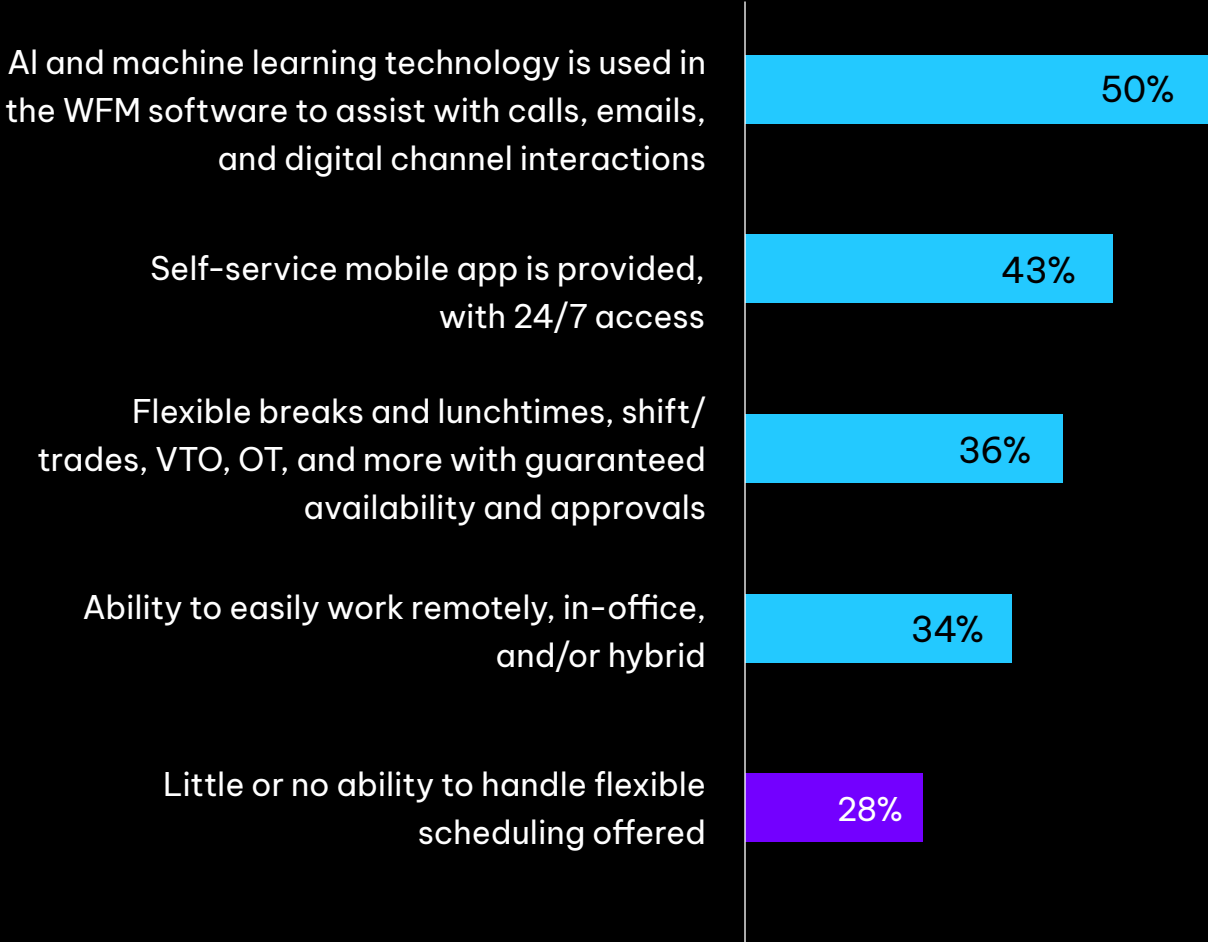 AI and machine learning technology is used in
the WFM software to assist with calls, emails,
and digital channel interactions
50%
Self-service mobile app is provided,
with 24/7 access
43%
Flexible breaks and lunchtimes, shift/
trades, VTO, OT, and more with guaranteed
availability and approvals
36%
Ability to easily work remotely, in-office,
and/or hybrid
34%
Little or no ability to handle flexible
scheduling offered
28%